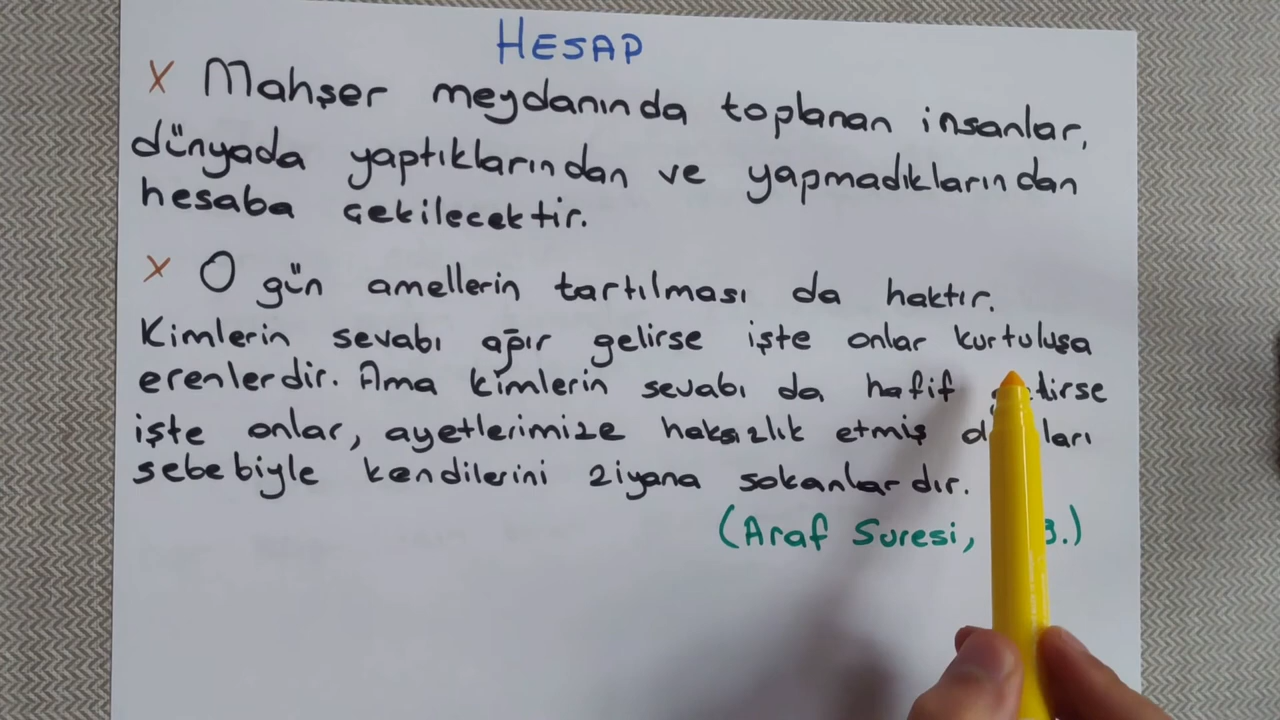 HESAP
x Mahşer meydanında toplanan insanlar,
dünyada yaptıklarından ve yapmadıklarından
hesaba çekilecektir.
x O gün amellerin tartılması da haktır.
Kimlerin sevabı ağır gelirse işte onlar kurtuluşa
erenlerdir. Ama kimlerin sevabı da hafif
işte onlar, ayetlerimize haksızlık etmiş
sebebiyle kendilerini ziyana sokanlardır.
(Araf Suresi,